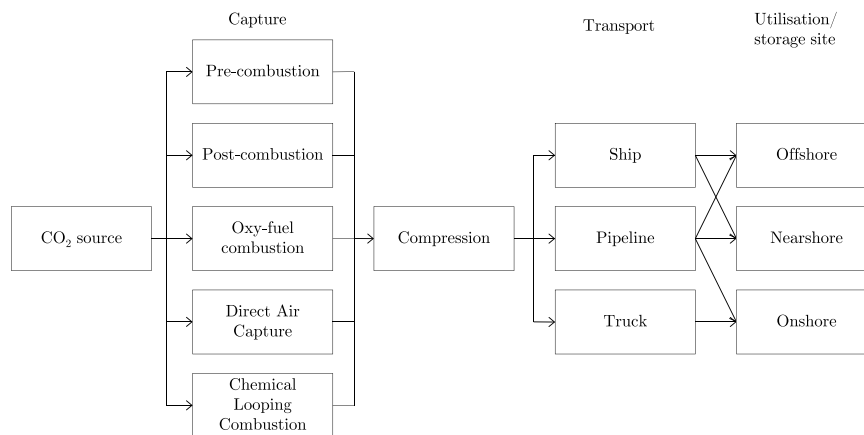 Capture
Transport
Utilisation/
storage site
Pre-combustion
Post-combustion
Ship
Offshore
CO₂ source
Oxy-fuel
combustion
Compression
Pipeline
Nearshore
Direct Air
Capture
Truck
Onshore
Chemical
Looping
Combustion